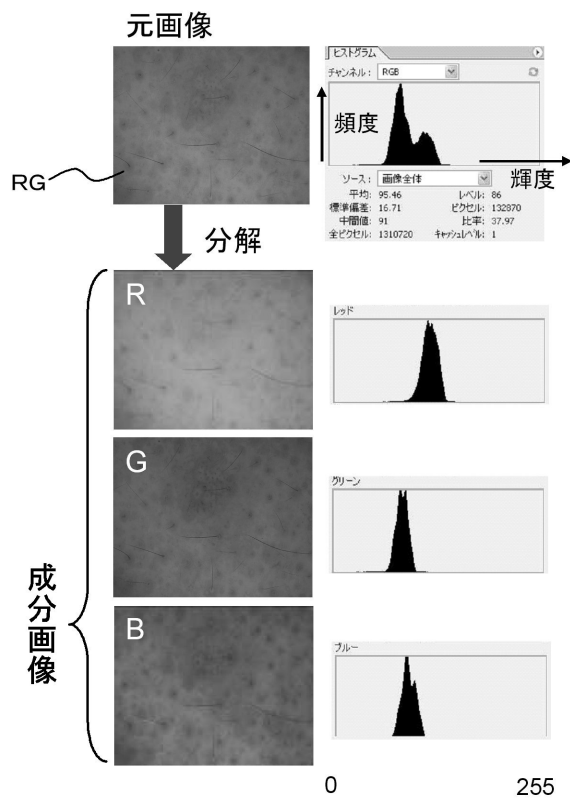 元画像
ヒストグラム
チャンネル: RGB
頻度
輝度
RG
ソース: 画像全体
平均: 95.46 レベル: 86
標準偏差: 16.71 ピクセル: 132870
中間値: 91 比率: 37.97
全ピクセル: 1310720 キャッシュレベル: 1
分解
R
レッド
G
グリーン
成分画像
B
ブルー
0 255